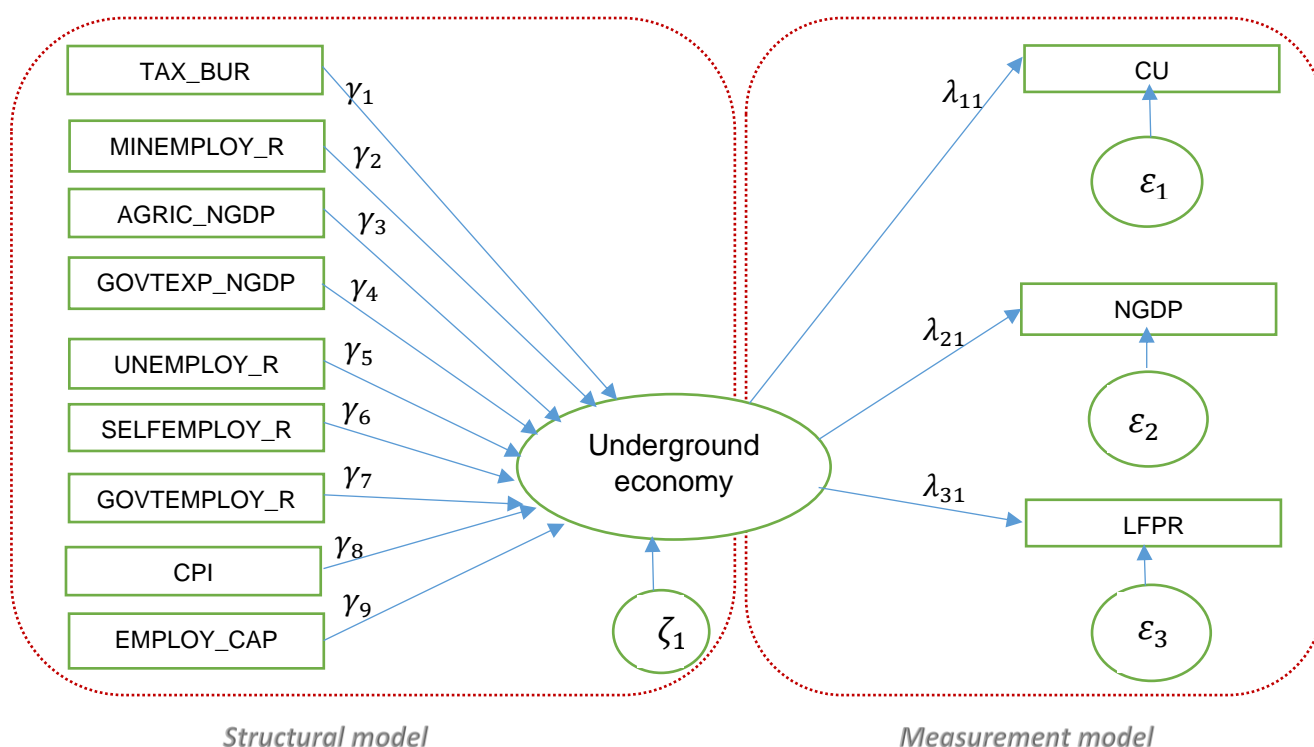 TAX_BUR
MINEMPLOY_R
AGRIC_NGDP
GOVTEXP_NGDP
UNEMPLOY_R
SELFEMPLOY_R
GOVTEMPLOY_R
CPI
EMPLOY_CAP
γ₁
γ₂
γ₃
γ₄
γ₅
γ₆
γ₇
γ₈
γ₉
Underground
economy
ζ₁
λ₁₁
λ₂₁
λ₃₁
CU
ε₁
NGDP
ε₂
LFPR
ε₃
Structural model
Measurement model